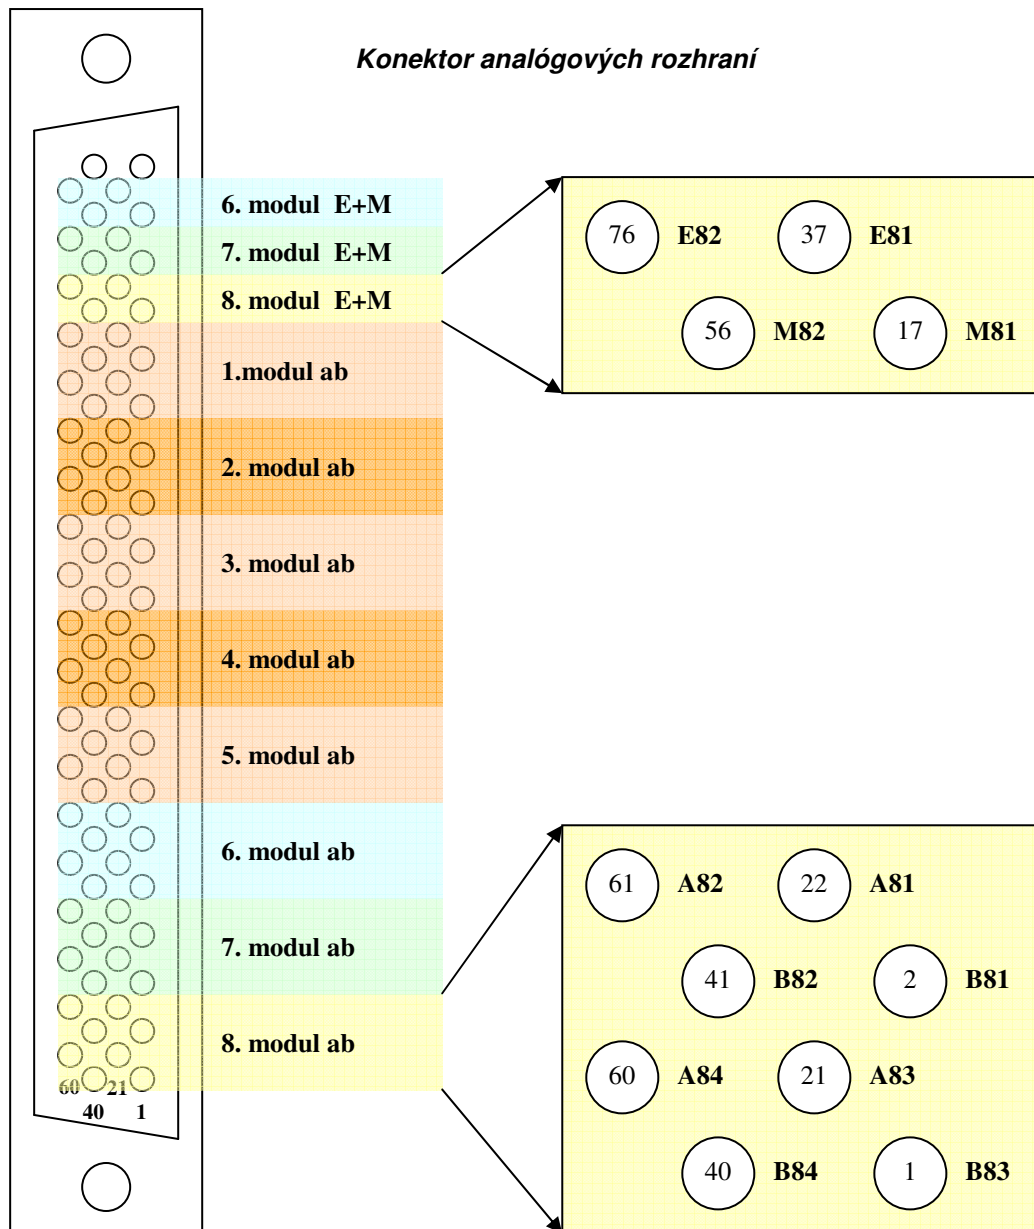 Konektor analógových rozhraní
6. modul E+M
7. modul E+M
8. modul E+M
1.modul ab
2. modul ab
3. modul ab
4. modul ab
5. modul ab
6. modul ab
7. modul ab
8. modul ab
60 21
40 1
76 E82 37 E81
56 M82 17 M81
61 A82 22 A81
41 B82 2 B81
60 A84 21 A83
40 B84 1 B83